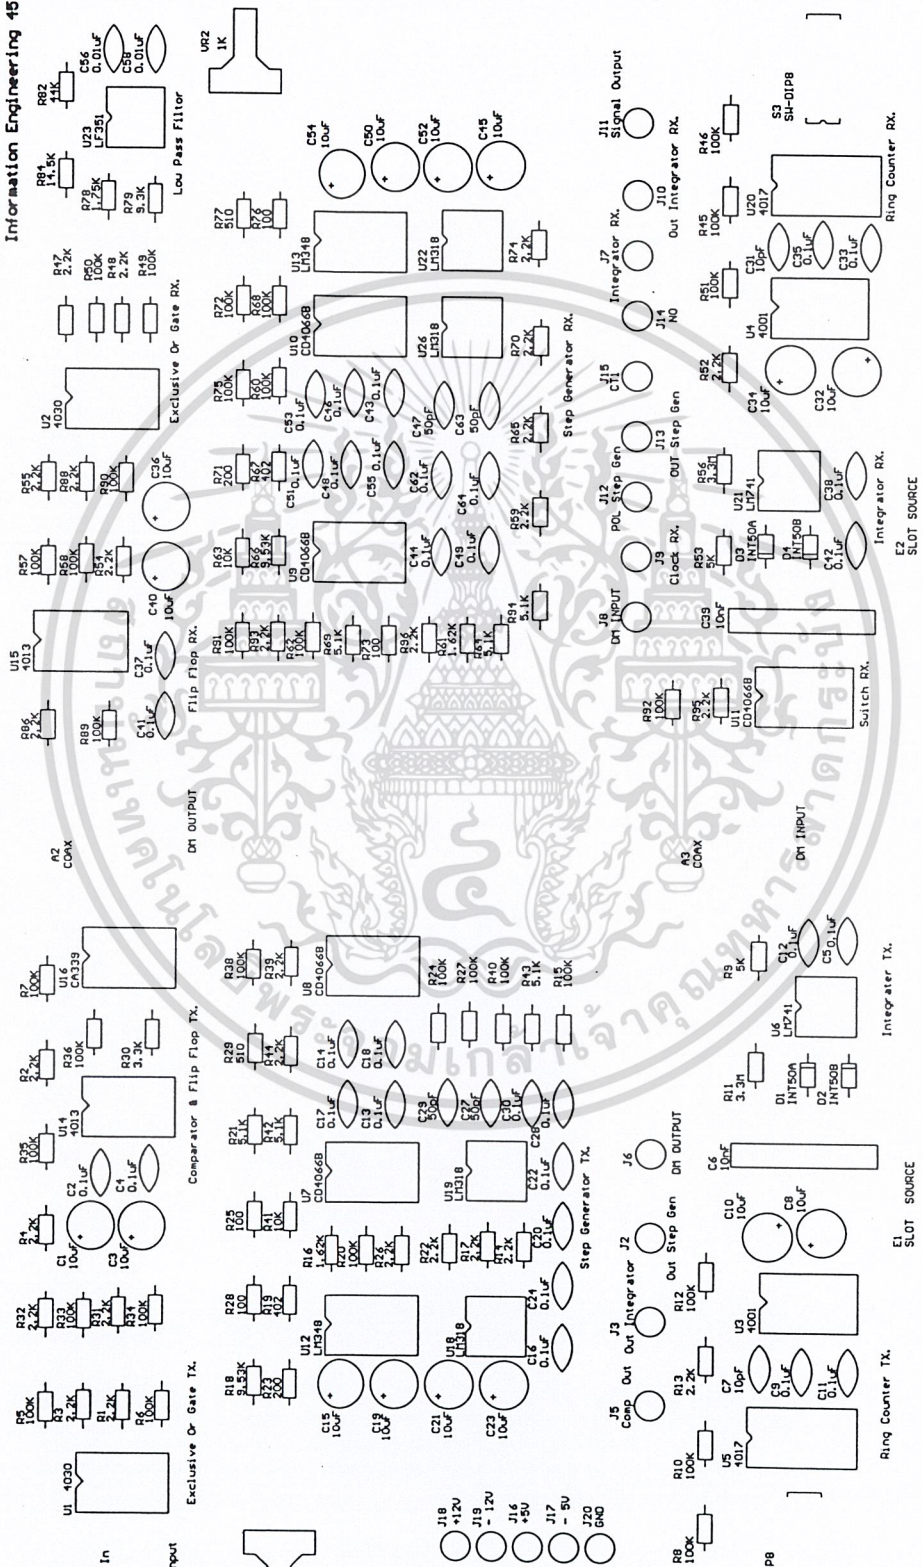 Information Engineering 45
R82
44K
C56
0.01uF
C58
0.01uF
U23
LF351
R84
14.5K
R78
1.75K
R79
9.3K
Low Pass Filtor
R47
2.2K
R50
100K
R48
2.2K
R49
100K
U2
4030
Exclusive Or Gate RX.
R55
2.2K
R88
2.2K
R90
100K
C36
10uF
R57
100K
R58
100K
R54
2.2K
C40
10uF
U15
4013
C37
0.1uF
C41
0.1uF
Flip Flop RX.
R86
2.2K
R89
100K
A2
COAX
DM OUTPUT
R7
100K
U16
CA339
R2
2.2K
R36
100K
R30
3.3K
U14
4013
Comparator & Flip Flop TX.
R35
100K
C2
0.1uF
C4
0.1uF
R4
2.2K
C1
10uF
C3
10uF
R32
2.2K
R33
100K
R31
2.2K
R34
100K
R5
100K
R3
2.2K
R1
2.2K
R6
100K
U1 4030
Exclusive Or Gate TX.
In
nput
VR2
1K
C54
10uF
C50
10uF
C52
10uF
C45
10uF
R77
510
R76
100
U13
LM348
U22
LM318
R74
2.2K
R72
100K
R68
100K
U10
CD4066B
U26
LM318
R70
2.2K
Step Generator RX.
R75
100K
R60
100K
C53
0.1uF
C46
0.1uF
C43
0.1uF
C47
50pF
C63
50pF
R65
2.2K
R71
200
R67
402
C51
0.1uF
C48
0.1uF
C55
0.1uF
C62
0.1uF
C64
0.1uF
R59
2.2K
R63
10K
R66
9.53K
U9
CD4066B
C44
0.1uF
C49
0.1uF
R94
5.1K
R91
100K
R93
2.2K
R62
100K
R69
5.1K
R73
100
R96
2.2K
R61
1.62K
5.1K
R38
100K
R39
2.2K
U8
CD4066B
R24
100K
R27
100K
R40
100K
R43
5.1K
R15
100K
R29
510
R44
2.2K
C14
0.1uF
C18
0.1uF
R21
5.1K
R42
5.1K
C17
0.1uF
C13
0.1uF
C29
50pF
C27
50pF
C30
0.1uF
C28
0.1uF
U7
CD4066B
U19
LM318
C22
0.1uF
Step Generator TX.
R25
100
R41
10K
R16
1.62K
R20
100K
R26
2.2K
R22
2.2K
R17
2.2K
R14
2.2K
C20
0.1uF
R28
100
R19
402
U12
LM348
U18
LM318
C24
0.1uF
C16
0.1uF
R18
9.53K
R23
200
C15
10uF
C19
10uF
C21
10uF
C23
10uF
J18
+12V
J19
- 12V
J16
+5V
J17
- 5V
J20
GND
J11
Signal Output
J10
Out Integrator RX.
J7
Integrator RX.
J14
NO
J15
CT1
J13
OUT Step Gen
J12
POL Step Gen
J9
Clock RX.
J8
DM INPUT
S3
SW-DIP8
R46
100K
R45
100K
U20
4017
Ring Counter RX.
R51
100K
C31
10pF
C35
0.1uF
C33
0.1uF
U4
4001
R52
2.2K
C34
10uF
C32
10uF
R56
3.3M
U21
LM741
C38
0.1uF
Integrator RX.
R53
5K
D3
INT50A
D4
INT50B
C42
0.1uF
E2
SLOT SOURCE
C39
10nF
R92
100K
R95
2.2K
U11
CD4066B
Switch RX.
A3
COAX
DM INPUT
R9
5K
C12
0.1uF
C5
0.1uF
U6
LM741
Integrater TX.
R11
3.3M
D1
INT50A
D2
INT50B
J6
DM OUTPUT
C6
10nF
E1
SLOT SOURCE
J2
Out Step Gen
C10
10uF
C8
10uF
R12
100K
U3
4001
J3
Out Integrator
R13
2.2K
C7
10pF
C9
0.1uF
C11
0.1uF
J5
Comp Out
R10
100K
U5
4017
Ring Counter TX.
R8
100K
P8